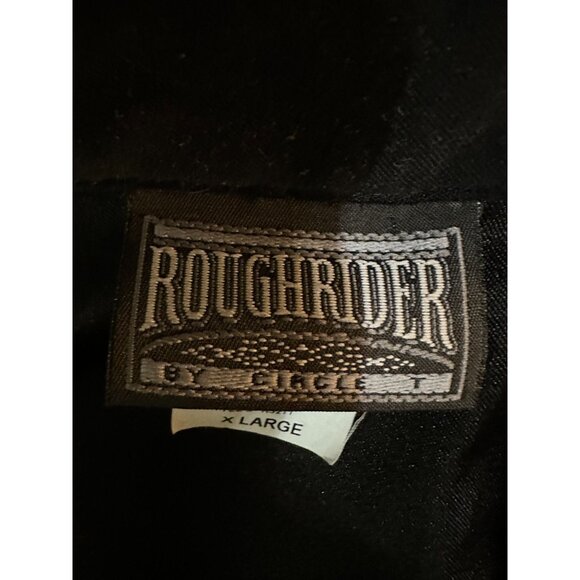 ROUGHRIDER
BY CIRCLE T
X LARGE